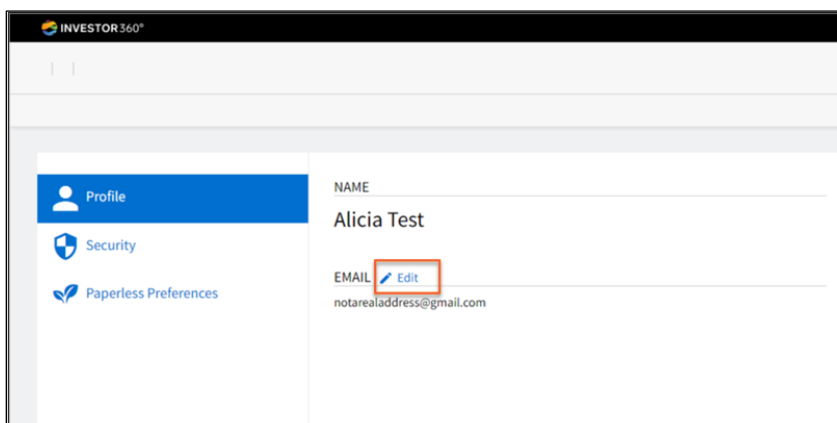 INVESTOR360°
Profile
Security
Paperless Preferences
NAME
Alicia Test
EMAIL Edit
notarealaddress@gmail.com